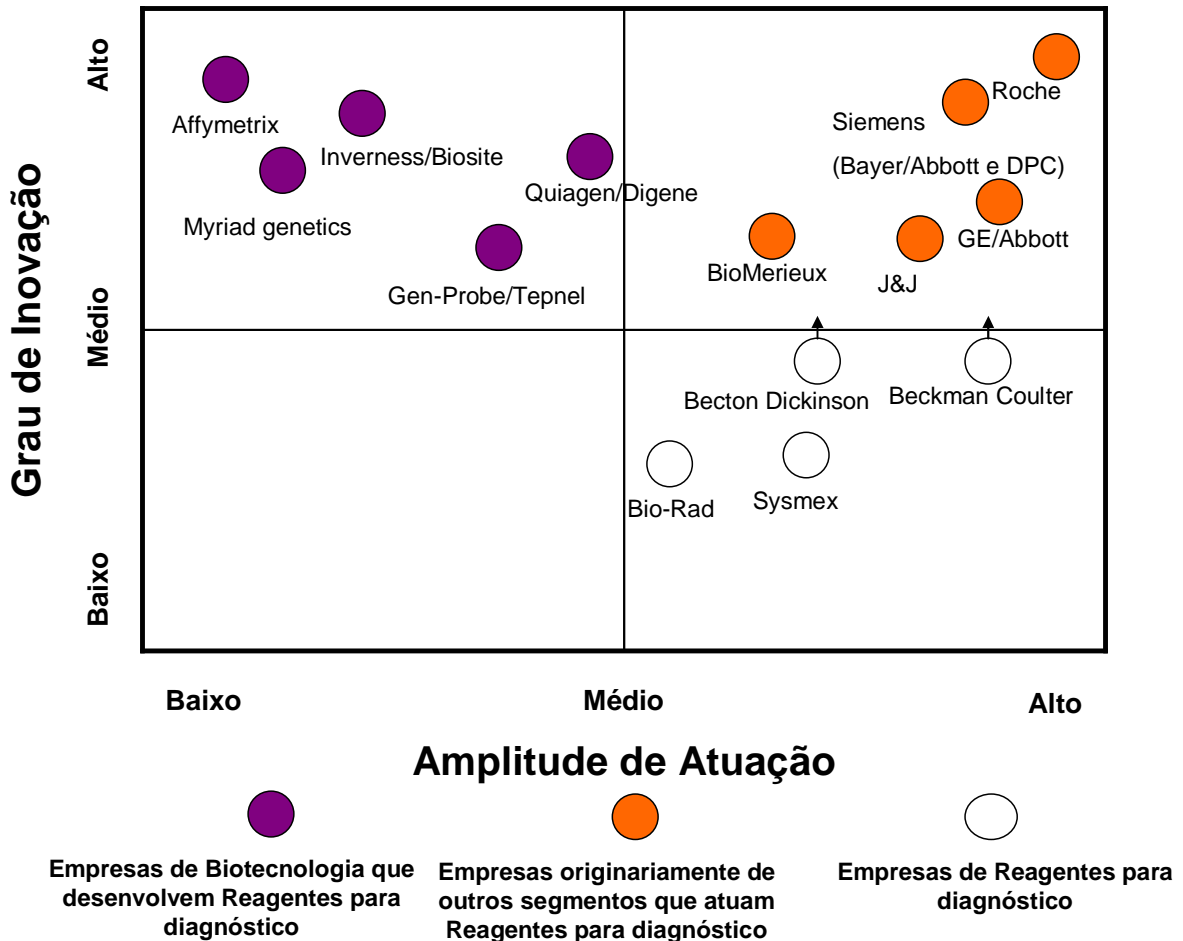 Grau de Inovação
Alto
Médio
Baixo
Affymetrix
Inverness/Biosite
Myriad genetics
Quiagen/Digene
Gen-Probe/Tepnel
Roche
Siemens
(Bayer/Abbott e DPC)
GE/Abbott
BioMerieux
J&J
Becton Dickinson
Beckman Coulter
Bio-Rad
Sysmex
Baixo
Médio
Alto
Amplitude de Atuação
Empresas de Biotecnologia que
desenvolvem Reagentes para
diagnóstico
Empresas originariamente de
outros segmentos que atuam
Reagentes para diagnóstico
Empresas de Reagentes para
diagnóstico